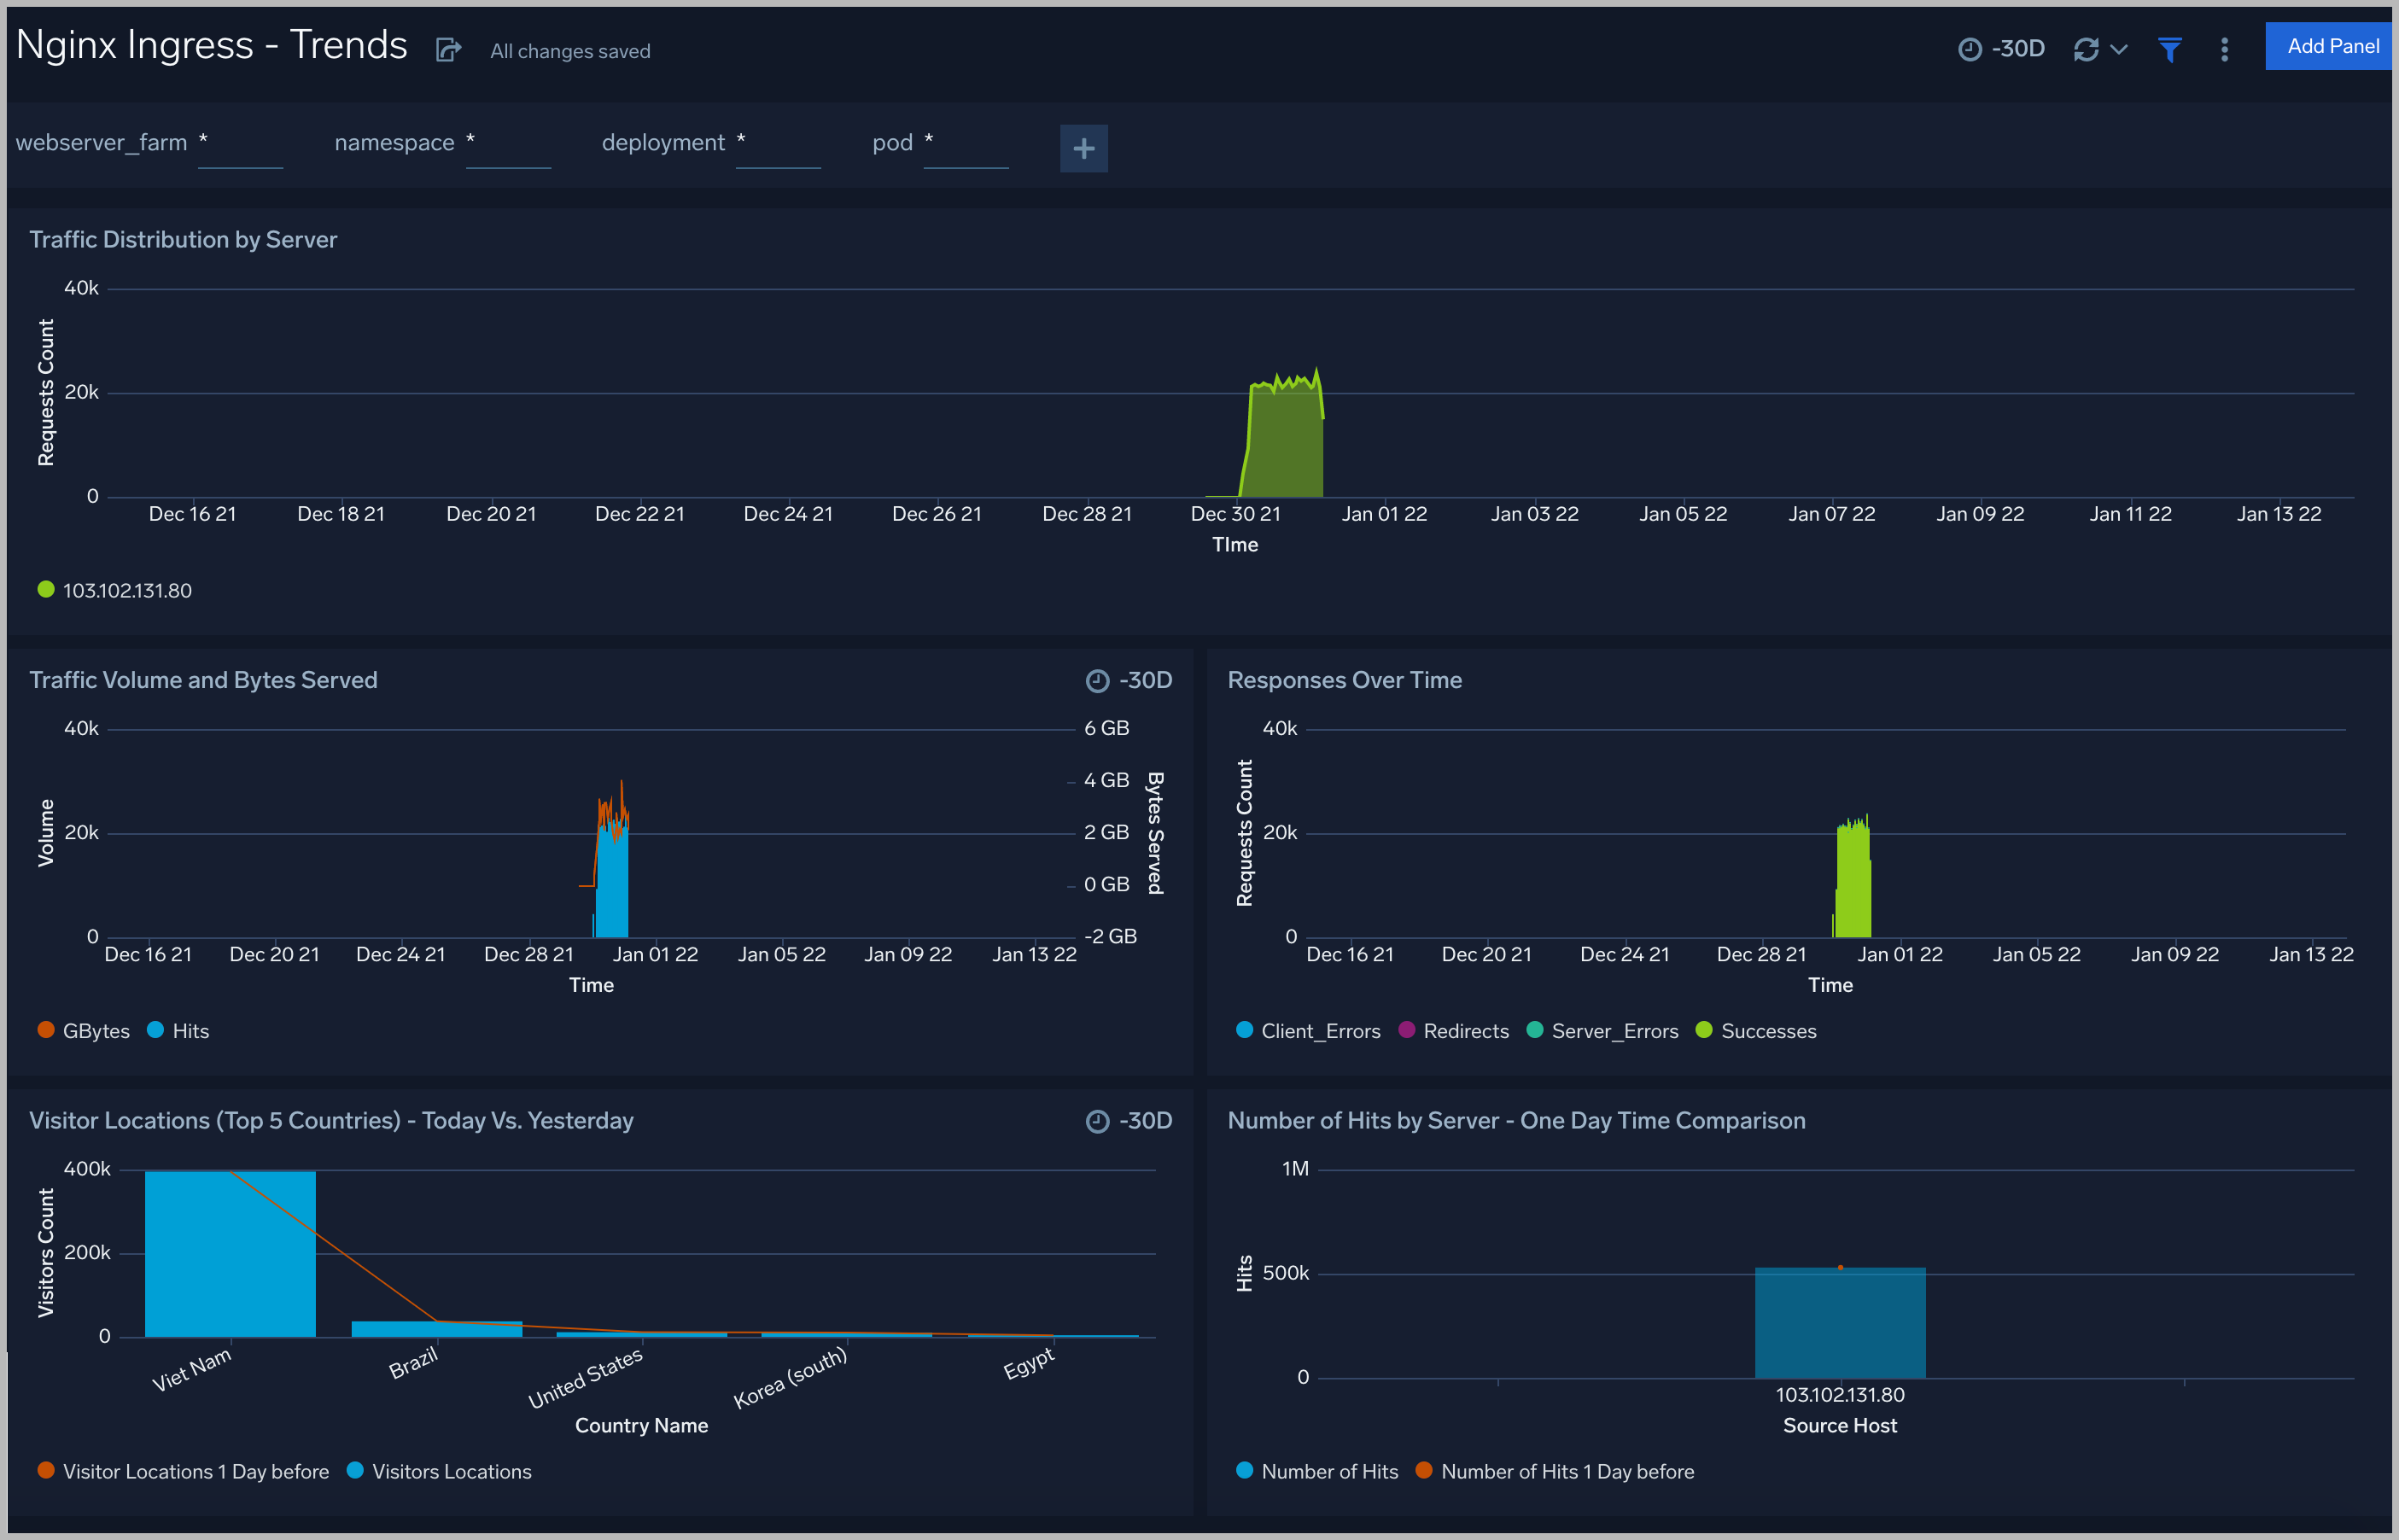 Nginx Ingress - Trends All changes saved -30D Add Panel
webserver_farm * namespace * deployment * pod * +
Traffic Distribution by Server
40k
20k
0
Requests Count
Dec 16 21 Dec 18 21 Dec 20 21 Dec 22 21 Dec 24 21 Dec 26 21 Dec 28 21 Dec 30 21 Jan 01 22 Jan 03 22 Jan 05 22 Jan 07 22 Jan 09 22 Jan 11 22 Jan 13 22
TIme
103.102.131.80
Traffic Volume and Bytes Served -30D
40k
20k
0
Volume
6 GB
4 GB
2 GB
0 GB
-2 GB
Bytes Served
Dec 16 21 Dec 20 21 Dec 24 21 Dec 28 21 Jan 01 22 Jan 05 22 Jan 09 22 Jan 13 22
Time
GBytes Hits
Responses Over Time
40k
20k
0
Requests Count
Dec 16 21 Dec 20 21 Dec 24 21 Dec 28 21 Jan 01 22 Jan 05 22 Jan 09 22 Jan 13 22
Time
Client_Errors Redirects Server_Errors Successes
Visitor Locations (Top 5 Countries) - Today Vs. Yesterday -30D
400k
200k
0
Visitors Count
Viet Nam Brazil United States Korea (south) Egypt
Country Name
Visitor Locations 1 Day before Visitors Locations
Number of Hits by Server - One Day Time Comparison
1M
500k
0
Hits
103.102.131.80
Source Host
Number of Hits Number of Hits 1 Day before